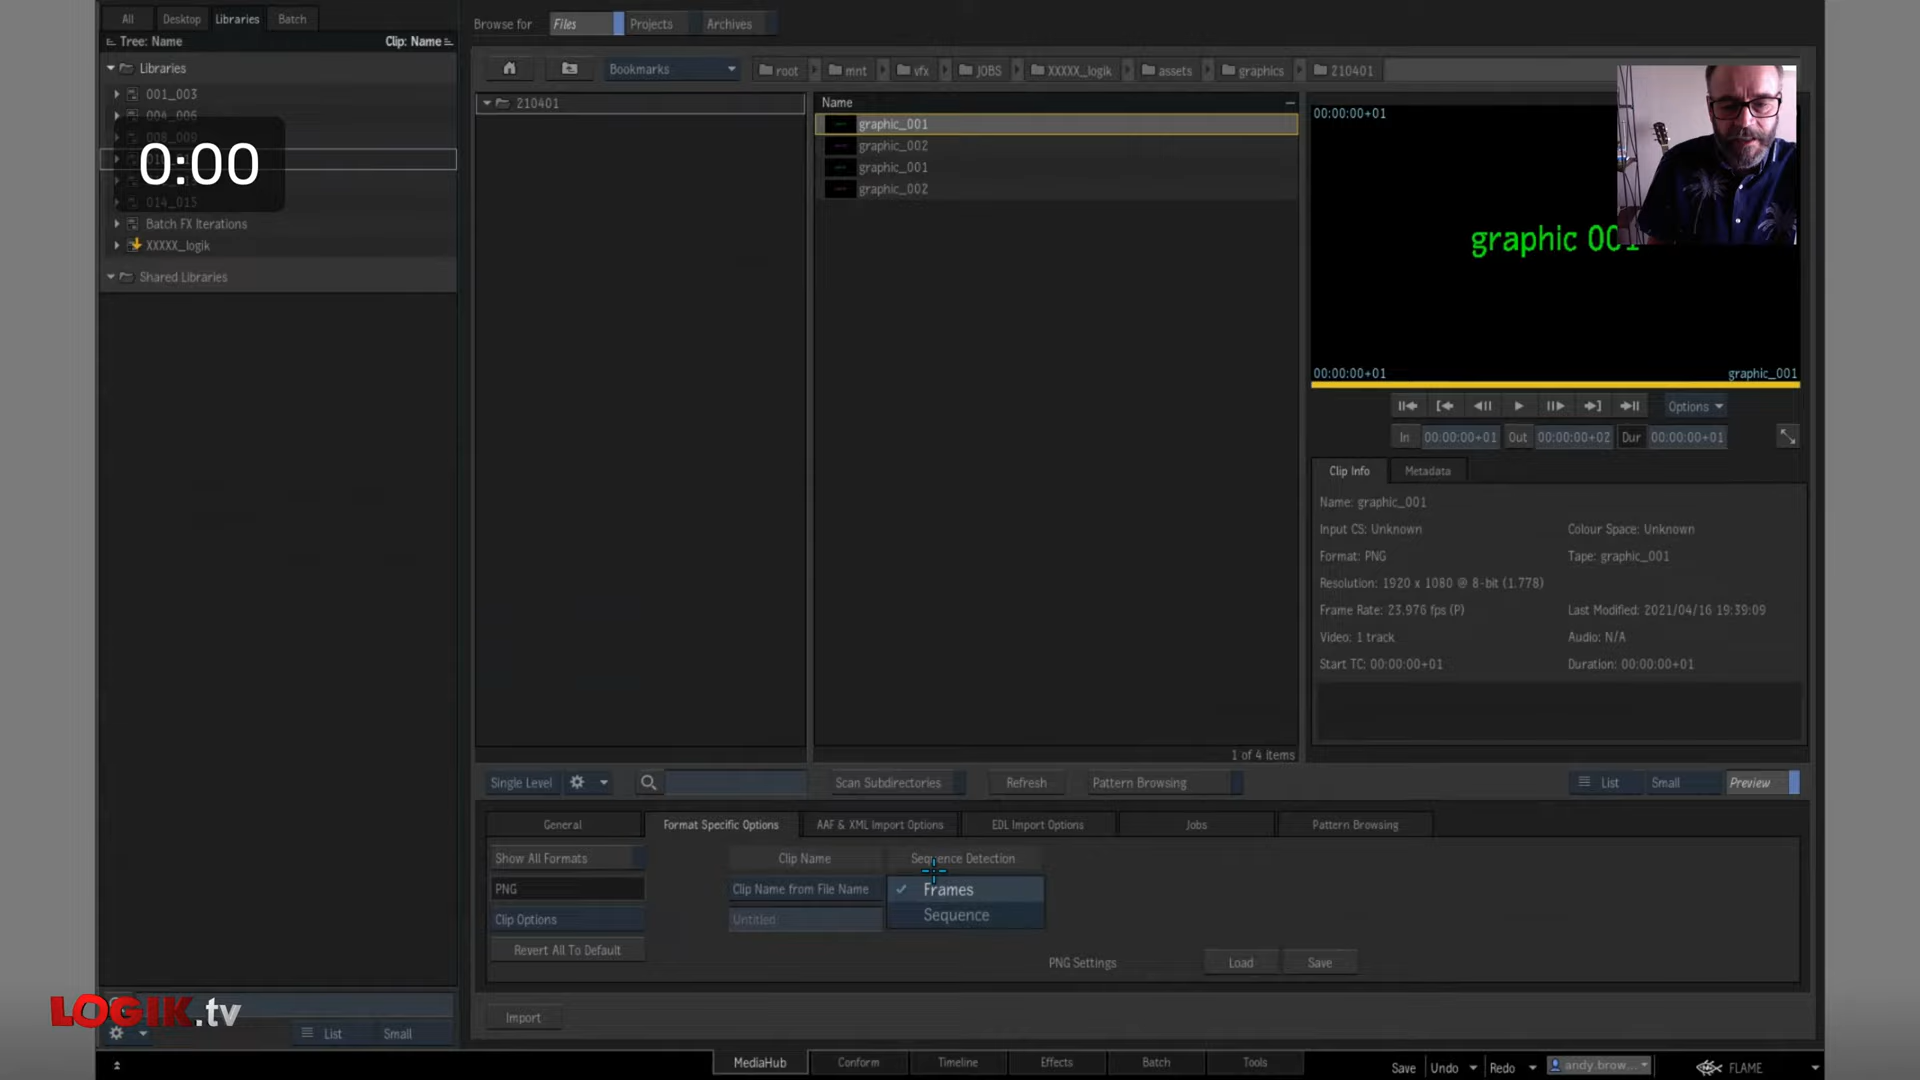 All Desktop Libraries Batch
Tree: Name Clip: Name
Libraries
001_003
004_006
008_009
0:00
014_015
Batch FX Iterations
XXXXX_logik
Shared Libraries
Browse for Files Projects Archives
Bookmarks root mnt vfx JOBS XXXXX_logik assets graphics 210401
210401
Name
graphic_001
graphic_002
graphic_001
graphic_002
1 of 4 Items
00:00:00+01
graphic 001
00:00:00+01 graphic_001
Options
In 00:00:00+01 Out 00:00:00+02 Dur 00:00:00+01
Clip Info Metadata
Name: graphic_001
Input CS: Unknown Colour Space: Unknown
Format: PNG Tape: graphic_001
Resolution: 1920 x 1080 @ 8-bit (1.778)
Frame Rate: 23.976 fps (P) Last Modified: 2021/04/16 19:39:09
Video: 1 track Audio: N/A
Start TC: 00:00:00+01 Duration: 00:00:00+01
Single Level Scan Subdirectories Refresh Pattern Browsing List Small Preview
General Format Specific Options AAF & XML Import Options EDL Import Options Jobs Pattern Browsing
Show All Formats Clip Name Sequence Detection
PNG Clip Name from File Name Frames
Clip Options Untitled Sequence
Revert All To Default
PNG Settings Load Save
Import
LOGIK.tv
List Small
MediaHub Conform Timeline Effects Batch Tools
Save Undo Redo andy.brow... FLAME